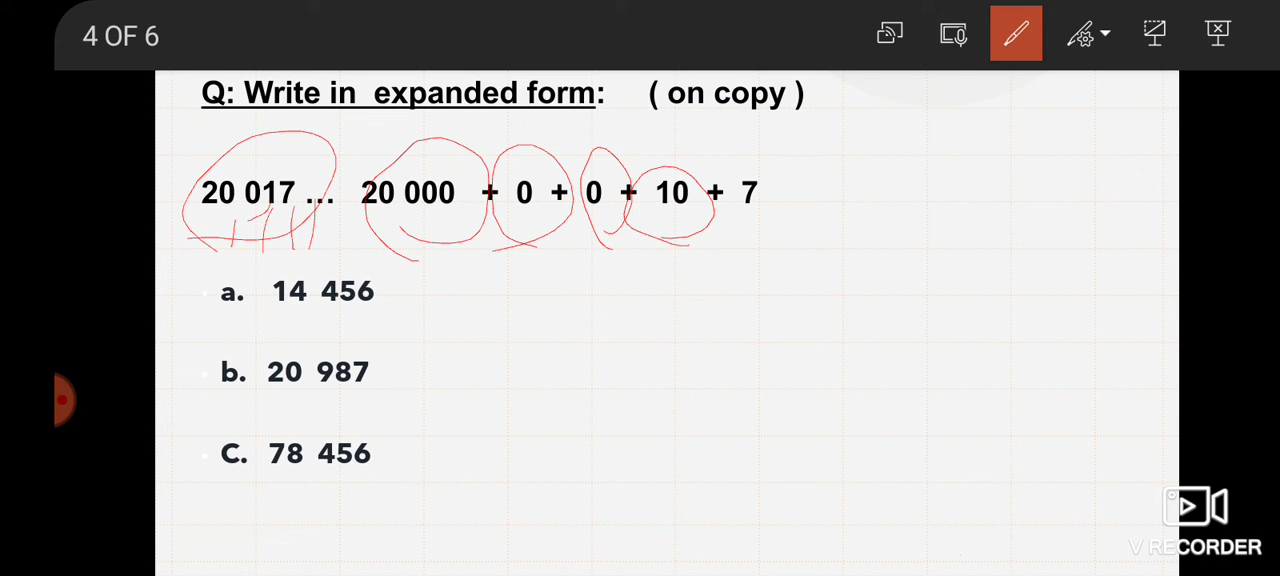 4 OF 6
Q: Write in expanded form: ( on copy )
20 017 ... 20 000 + 0 + 0 + 10 + 7
a. 14 456
b. 20 987
C. 78 456
V RECORDER